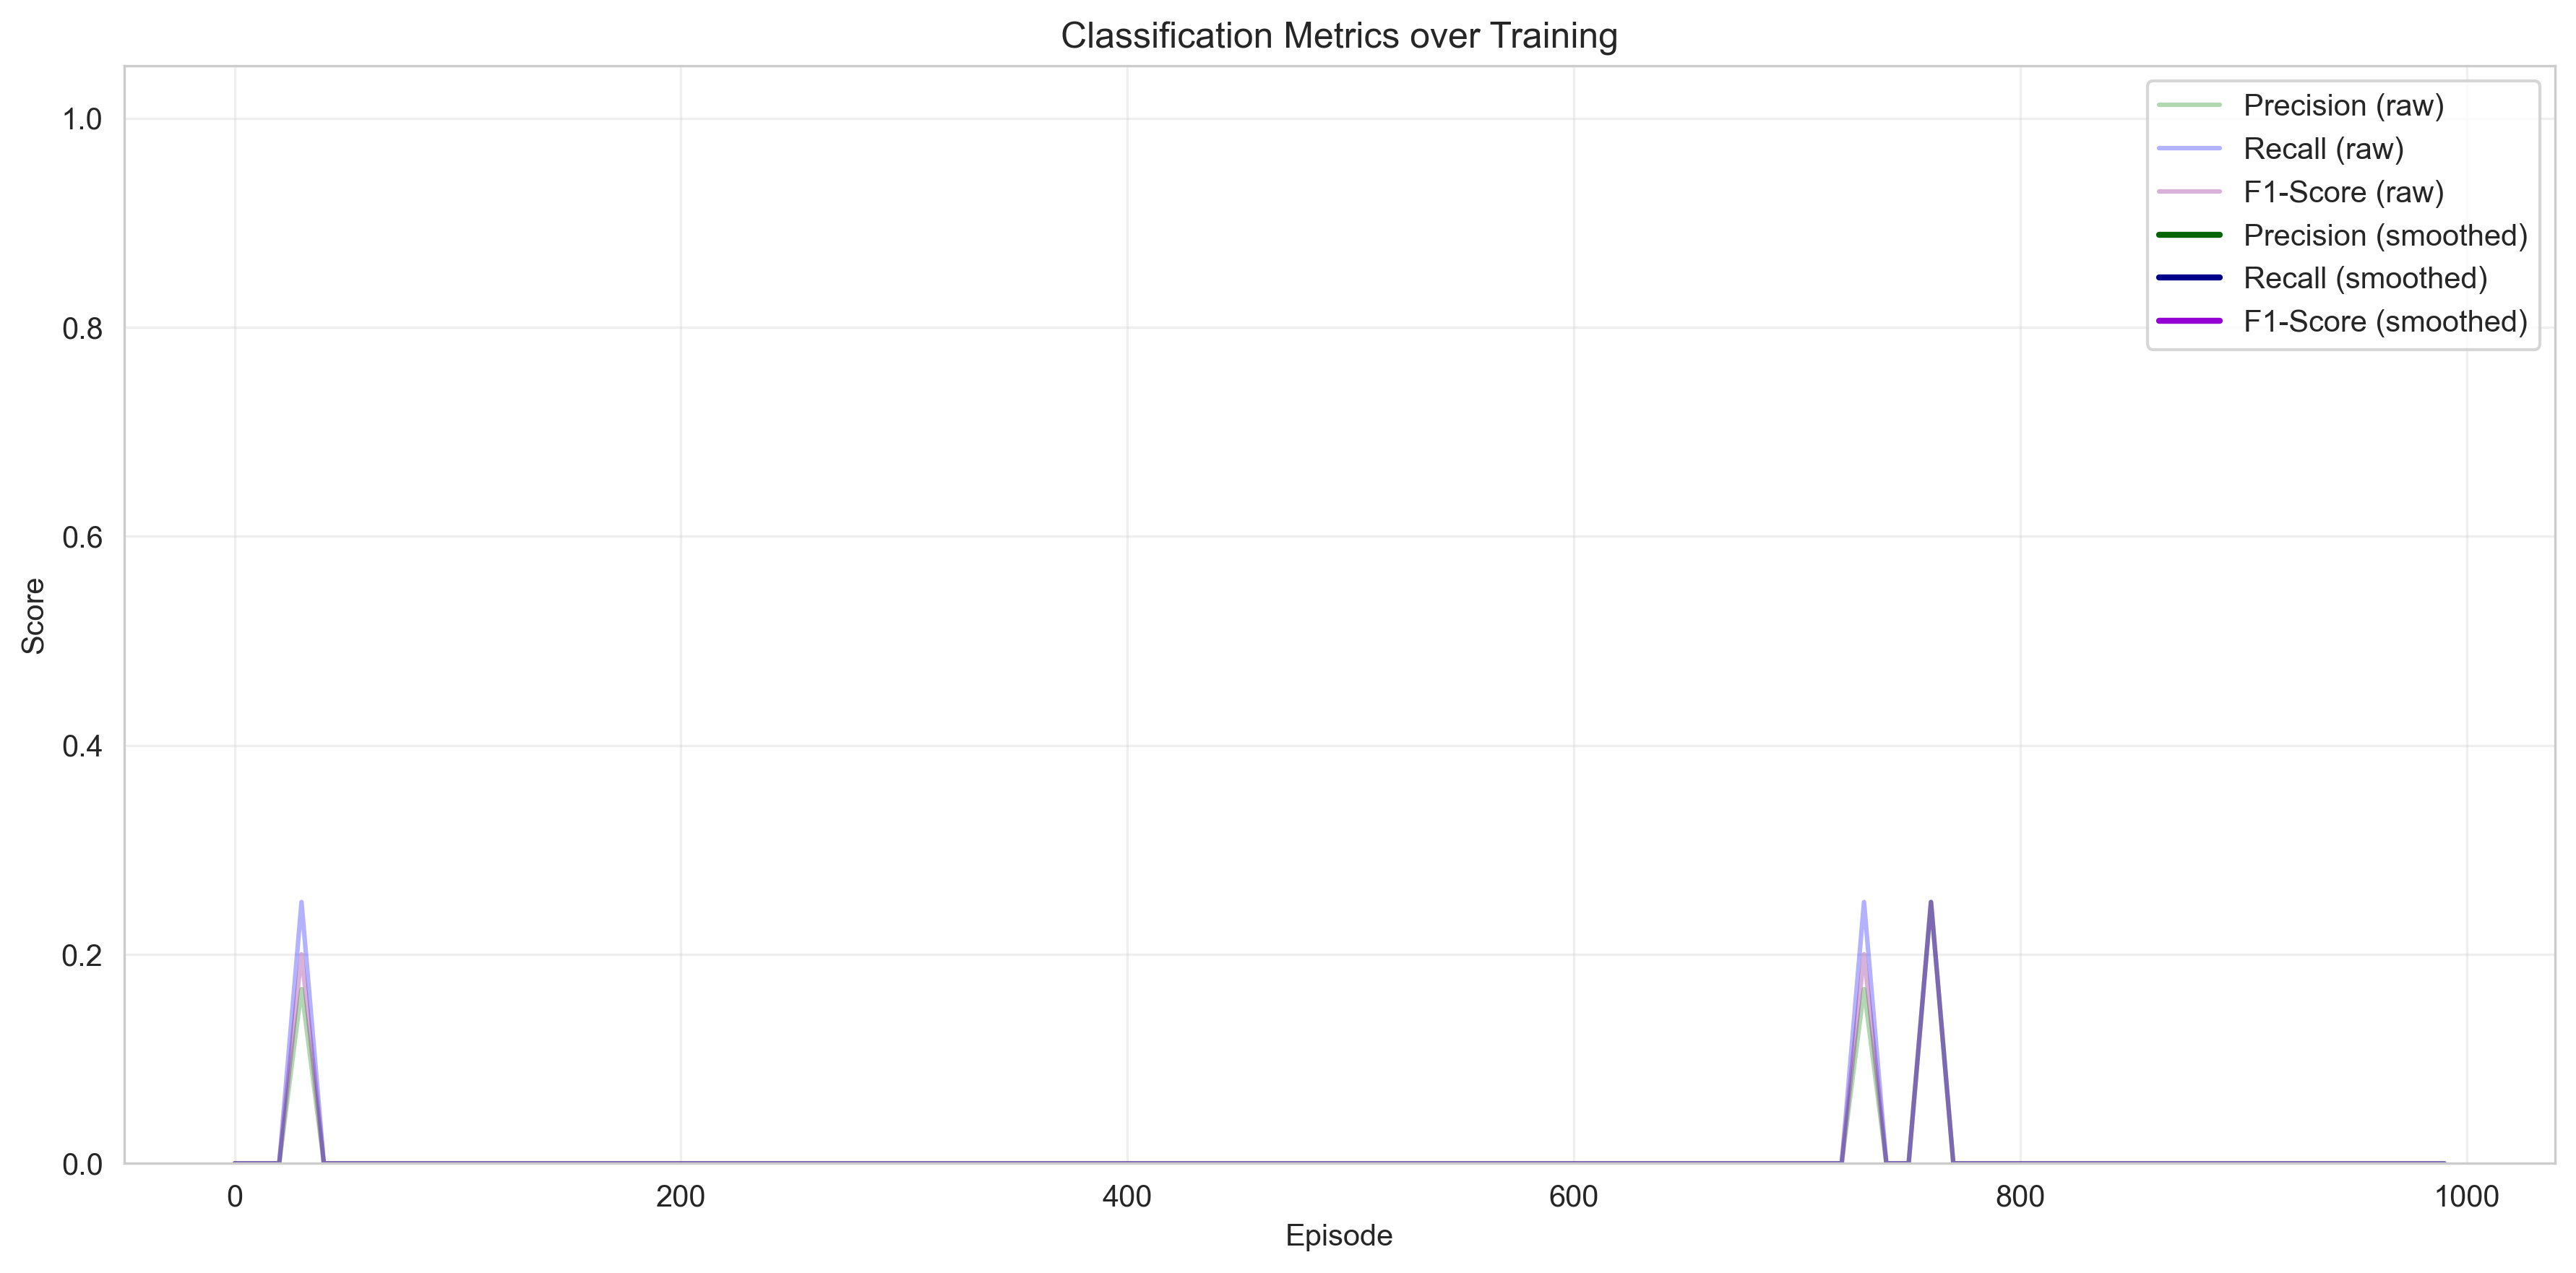 Classification Metrics over Training
1.0
0.8
0.6
0.4
0.2
0.0
Score
0 200 400 600 800 1000
Episode
Precision (raw)
Recall (raw)
F1-Score (raw)
Precision (smoothed)
Recall (smoothed)
F1-Score (smoothed)